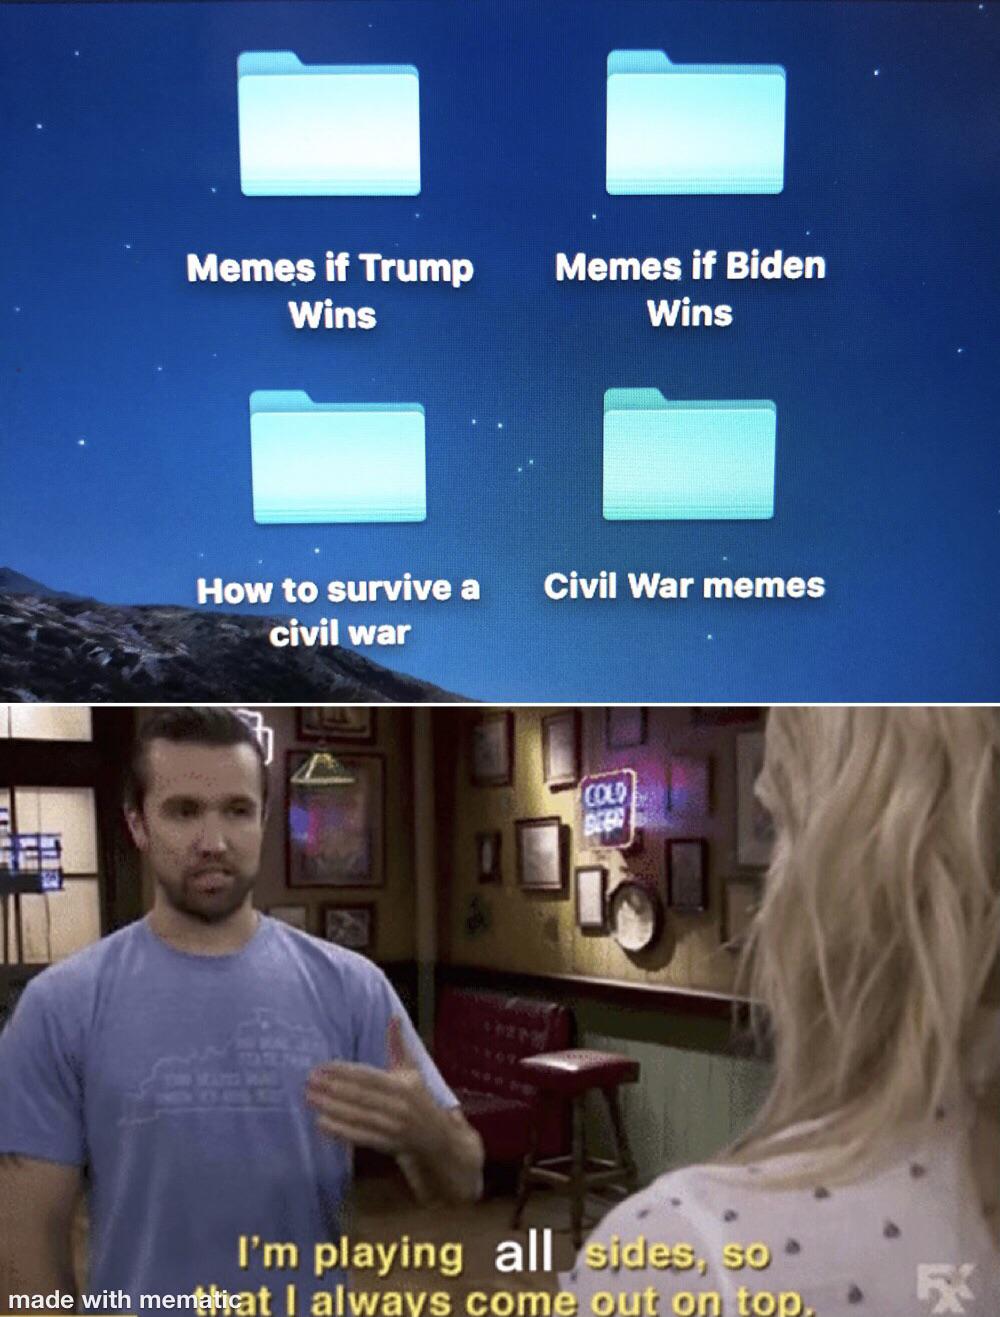 Memes if Trump
Wins
Memes if Biden
Wins
How to survive a
civil war
Civil War memes
COLD
BEER
I'm playing all sides, so
that I always come out on top.
made with mematic
FX